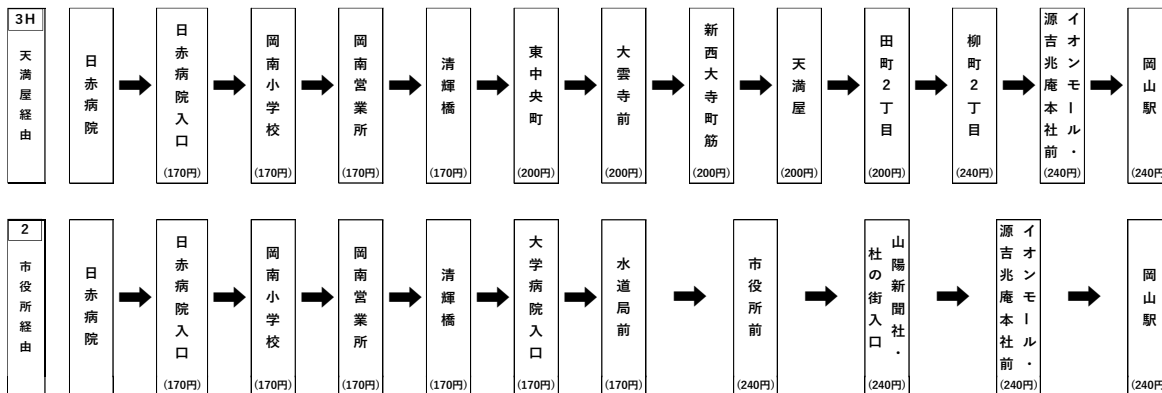 3H
天満屋経由
日赤病院
日赤病院入口
(170円)
岡南小学校
(170円)
岡南営業所
(170円)
清輝橋
(170円)
東中央町
(200円)
大雲寺前
(200円)
新西大寺町筋
(200円)
天満屋
(200円)
田町2丁目
(200円)
柳町2丁目
(240円)
イオンモール・
源吉兆庵本社前
(240円)
岡山駅
(240円)
2
市役所経由
日赤病院
日赤病院入口
(170円)
岡南小学校
(170円)
岡南営業所
(170円)
清輝橋
(170円)
大学病院入口
(170円)
水道局前
(170円)
市役所前
(240円)
山陽新聞社・
杜の街入口
(240円)
イオンモール・
源吉兆庵本社前
(240円)
岡山駅
(240円)